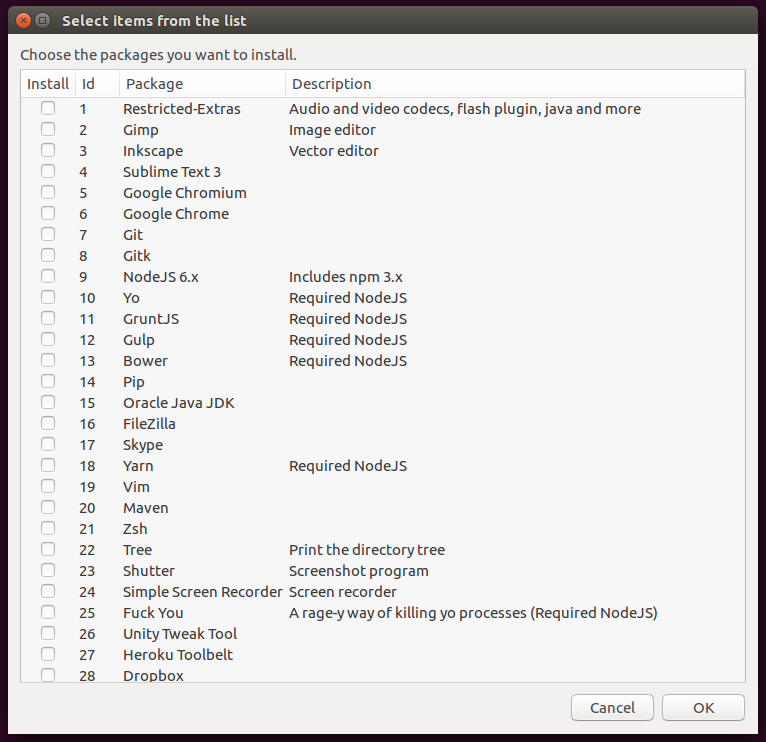 Select items from the list
Choose the packages you want to install.
Install Id Package Description
1 Restricted-Extras Audio and video codecs, flash plugin, java and more
2 Gimp Image editor
3 Inkscape Vector editor
4 Sublime Text 3
5 Google Chromium
6 Google Chrome
7 Git
8 Gitk
9 NodeJS 6.x Includes npm 3.x
10 Yo Required NodeJS
11 GruntJS Required NodeJS
12 Gulp Required NodeJS
13 Bower Required NodeJS
14 Pip
15 Oracle Java JDK
16 FileZilla
17 Skype
18 Yarn Required NodeJS
19 Vim
20 Maven
21 Zsh
22 Tree Print the directory tree
23 Shutter Screenshot program
24 Simple Screen Recorder Screen recorder
25 Fuck You A rage-y way of killing yo processes (Required NodeJS)
26 Unity Tweak Tool
27 Heroku Toolbelt
28 Dropbox
Cancel OK